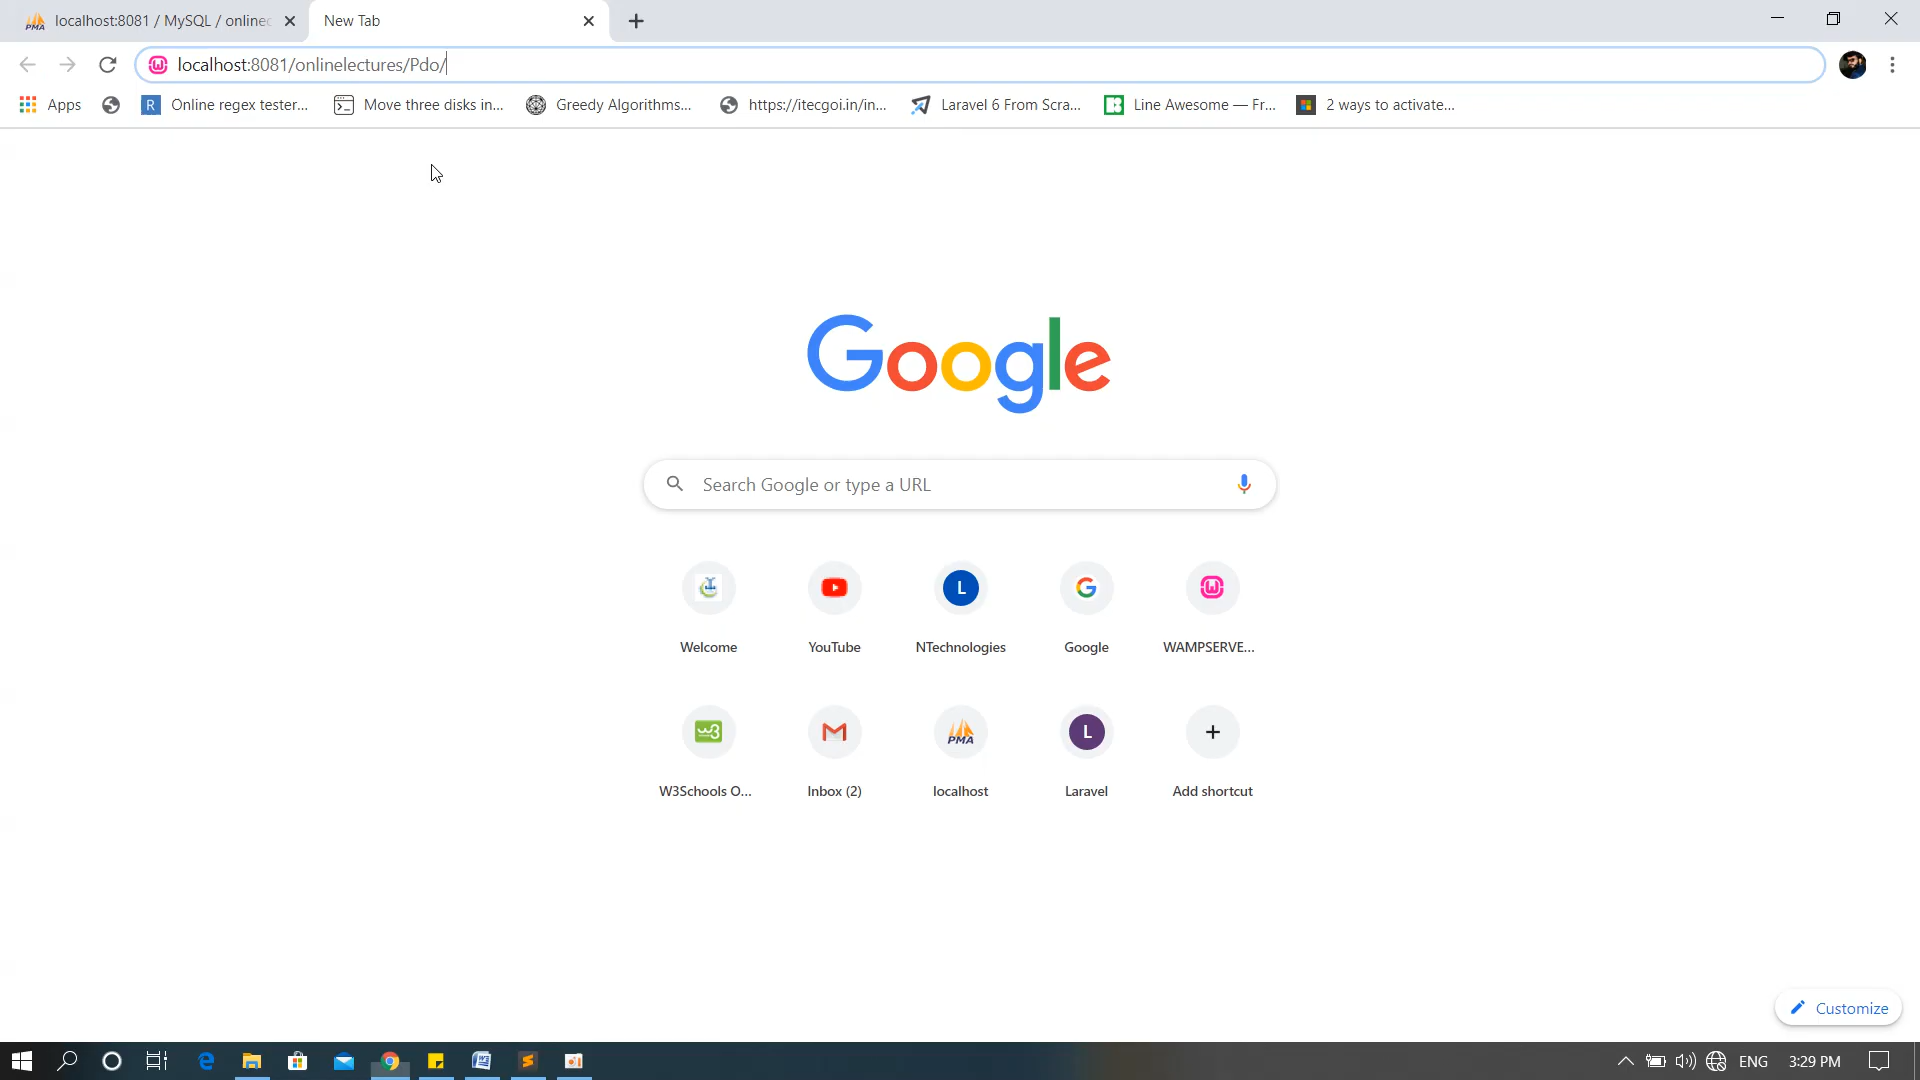 localhost:8081 / MySQL / onlinec
New Tab
localhost:8081/onlinelectures/Pdo/
Apps
R
Online regex tester...
Move three disks in...
Greedy Algorithms...
https://itecgoi.in/in...
Laravel 6 From Scra...
Line Awesome — Fr...
2 ways to activate...
Google
Search Google or type a URL
L
Welcome
YouTube
NTechnologies
Google
WAMPSERVE...
PMA
L
W3Schools O...
Inbox (2)
localhost
Laravel
Add shortcut
Customize
ENG
3:29 PM